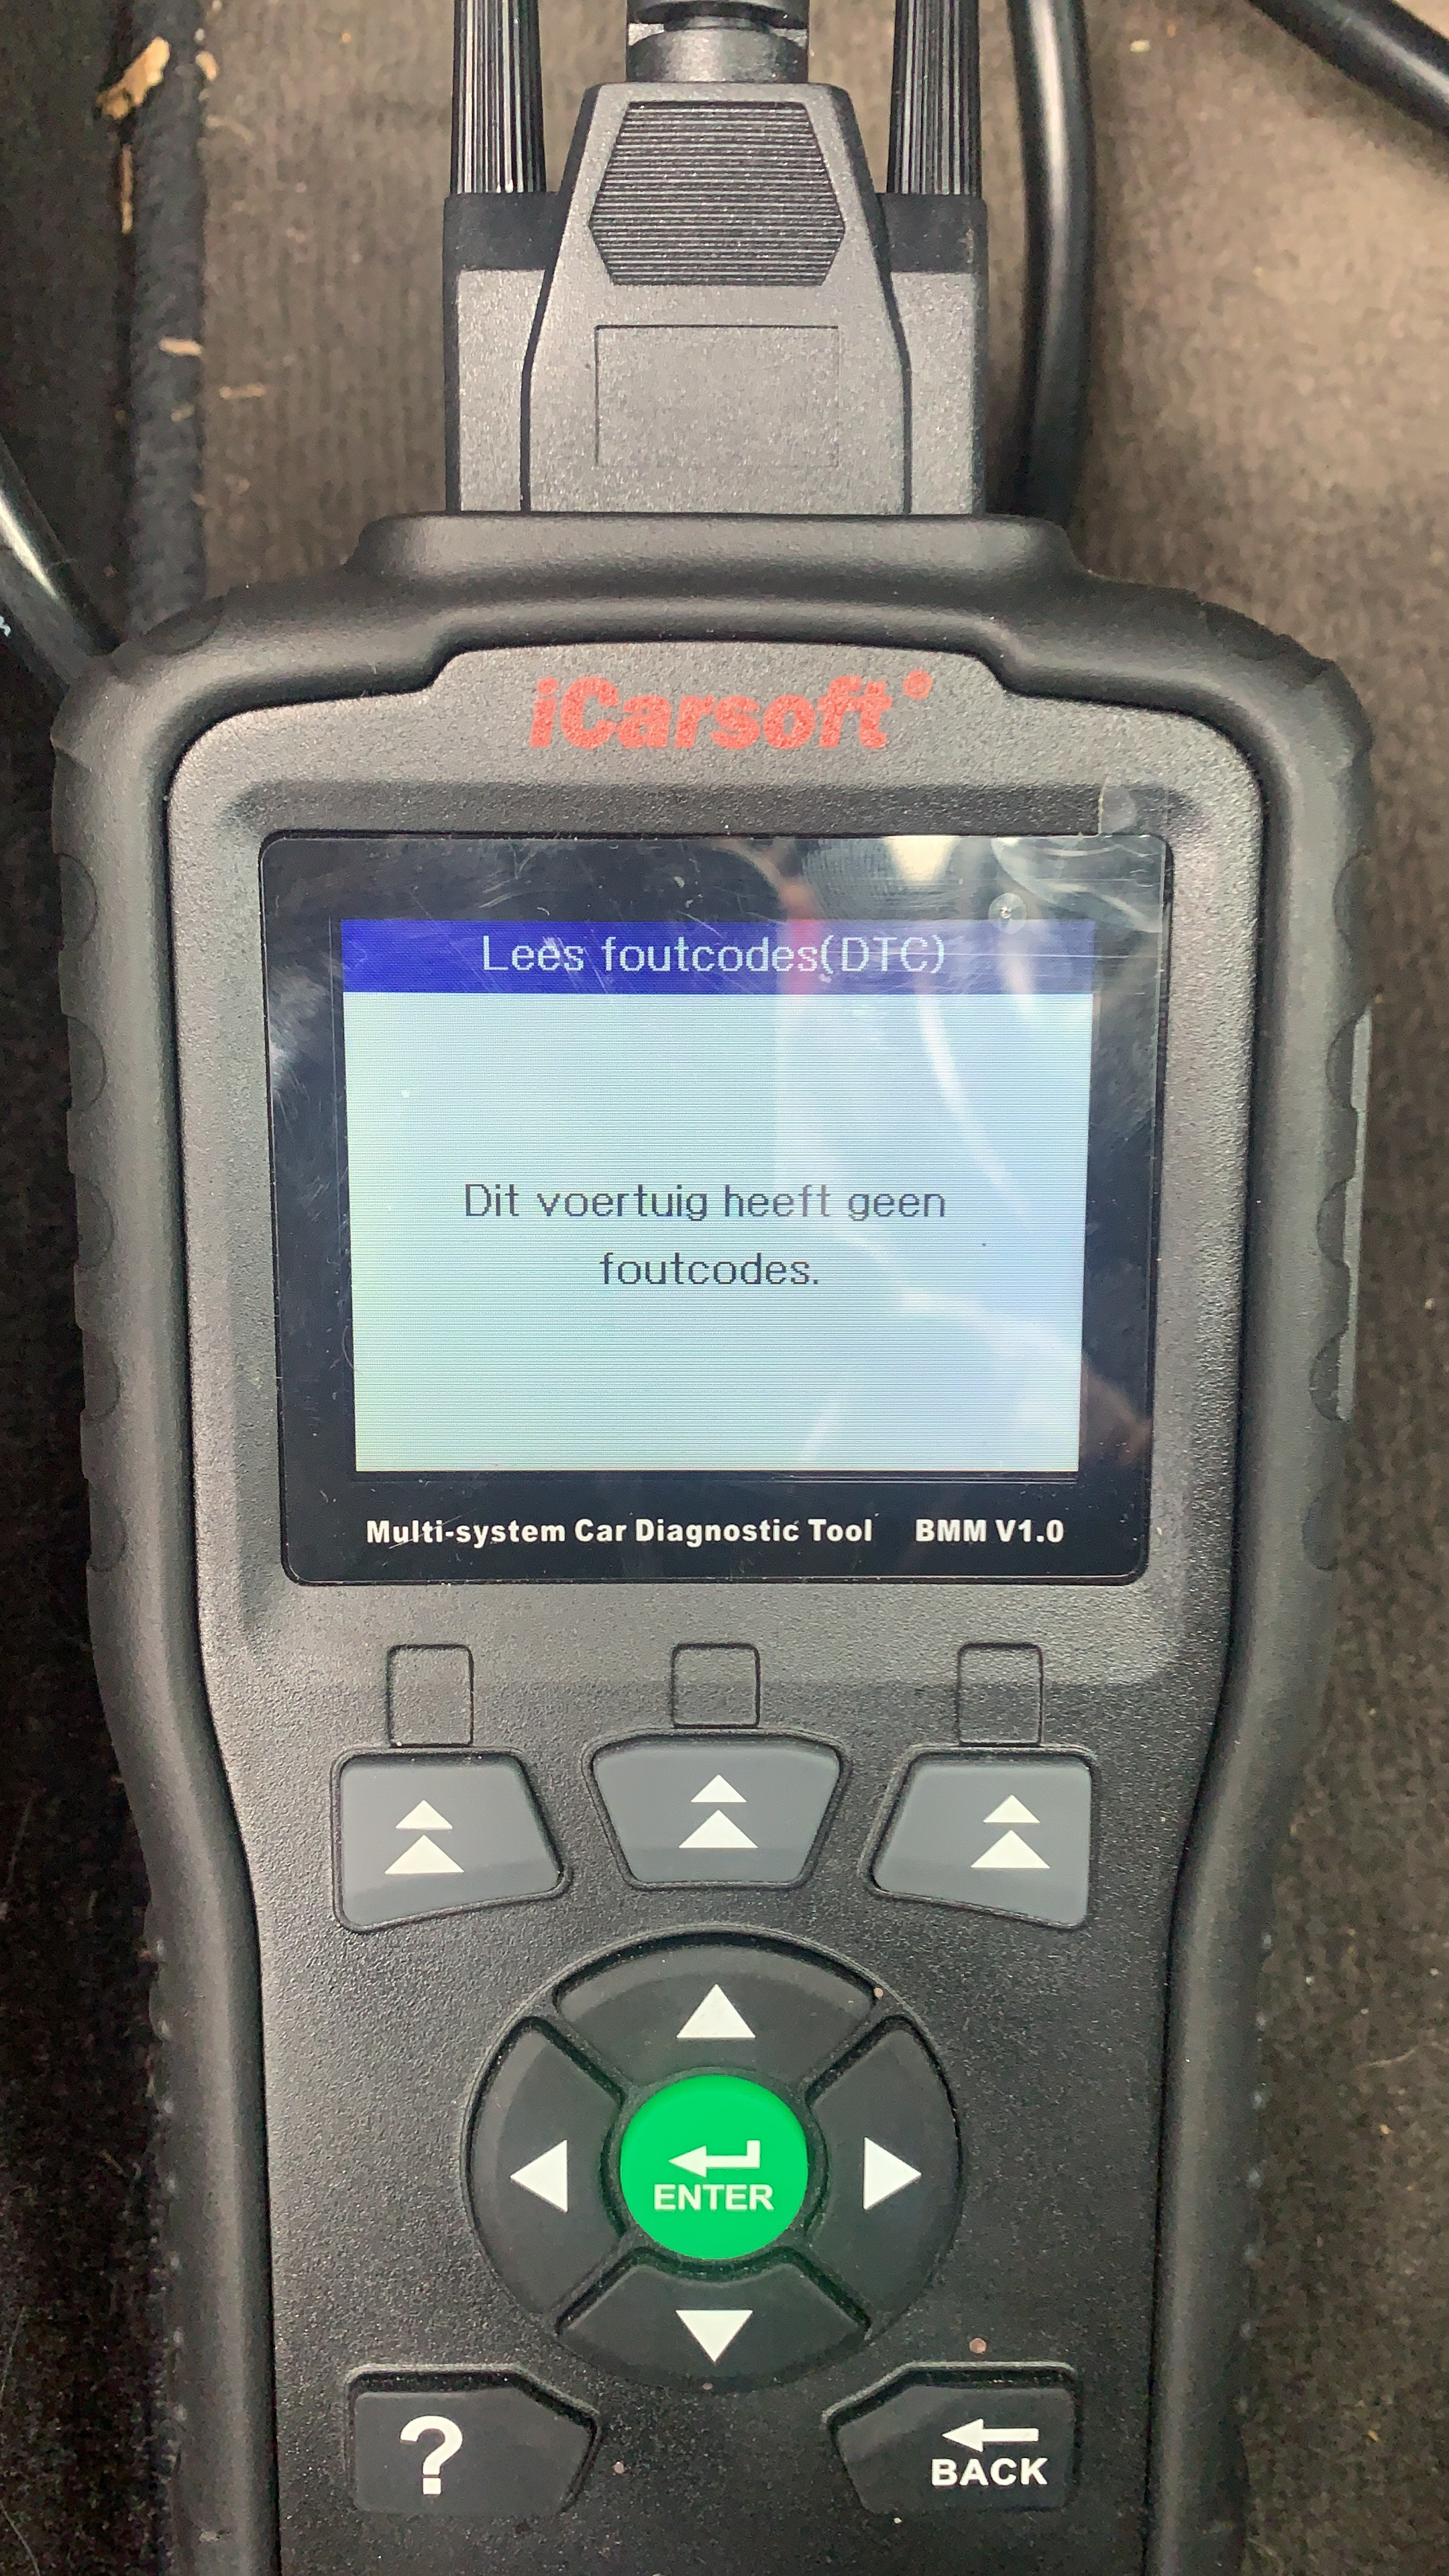 iCarsoft
Lees foutcodes(DTC)
Dit voertuig heeft geen
foutcodes.
Multi-system Car Diagnostic Tool BMM V1.0
ENTER
?
BACK